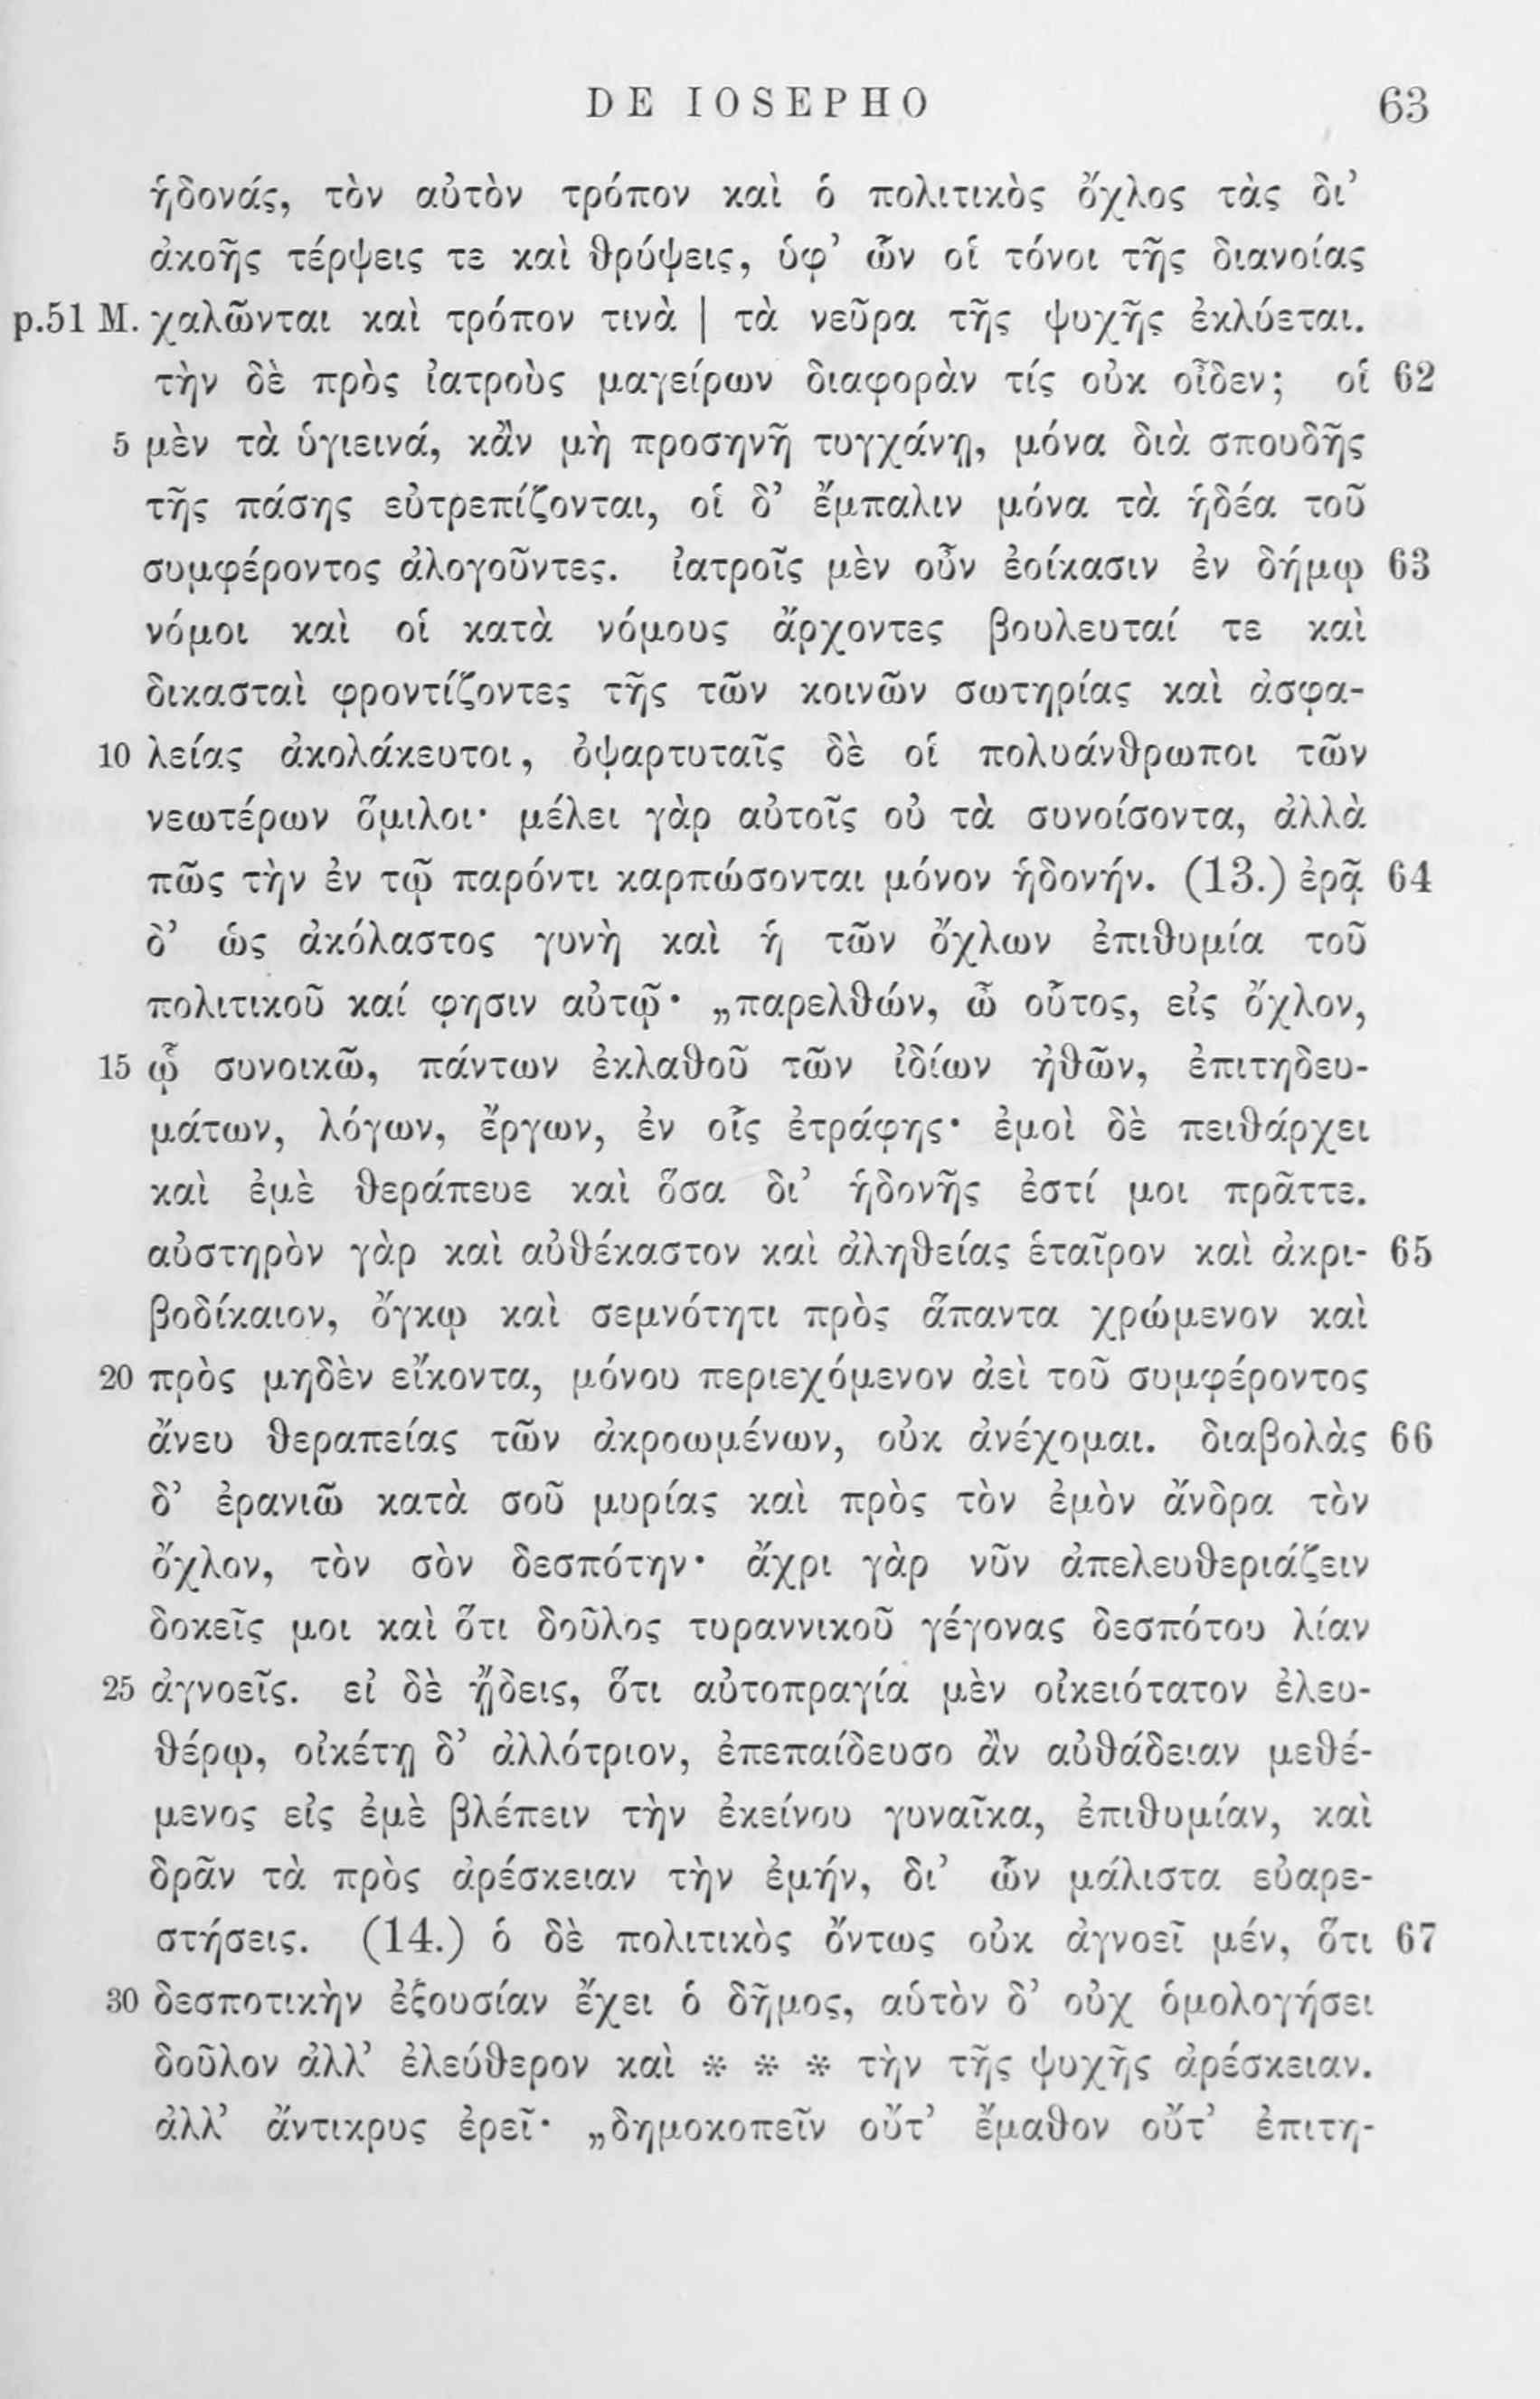 DE IOSEPHO 63
ἡδονάς, τὸν αὐτὸν τρόπον καὶ ὁ πολιτικὸς ὄχλος τὰς δι’
ἀκοῆς τέρψεις τε καὶ θρύψεις, ὑφ’ ὧν οἱ τόνοι τῆς διανοίας
p.51 M. χαλῶνται καὶ τρόπον τινὰ | τὰ νεῦρα τῆς ψυχῆς ἐκλύεται.
τὴν δὲ πρὸς ἰατροὺς μαγείρων διαφορὰν τίς οὐκ οἶδεν; οἱ 62
5 μὲν τὰ ὑγιεινά, κἂν μὴ προσηνῆ τυγχάνῃ, μόνα διὰ σπουδῆς
τῆς πάσης εὐτρεπίζονται, οἱ δ’ ἔμπαλιν μόνα τὰ ἡδέα τοῦ
συμφέροντος ἀλογοῦντες. ἰατροῖς μὲν οὖν ἐοίκασιν ἐν δήμῳ 63
νόμοι καὶ οἱ κατὰ νόμους ἄρχοντες βουλευταί τε καὶ
δικασταὶ φροντίζοντες τῆς τῶν κοινῶν σωτηρίας καὶ ἀσφα-
10 λείας ἀκολάκευτοι, ὀψαρτυταῖς δὲ οἱ πολυάνθρωποι τῶν
νεωτέρων ὅμιλοι· μέλει γὰρ αὐτοῖς οὐ τὰ συνοίσοντα, ἀλλὰ
πῶς τὴν ἐν τῷ παρόντι καρπώσονται μόνον ἡδονήν. (13.) ἐρᾷ 64
δ’ ὡς ἀκόλαστος γυνὴ καὶ ἡ τῶν ὄχλων ἐπιθυμία τοῦ
πολιτικοῦ καί φησιν αὐτῷ· „παρελθών, ὦ οὗτος, εἰς ὄχλον,
15 ᾧ συνοικῶ, πάντων ἐκλαθοῦ τῶν ἰδίων ἠθῶν, ἐπιτηδευ-
μάτων, λόγων, ἔργων, ἐν οἷς ἐτράφης· ἐμοὶ δὲ πειθάρχει
καὶ ἐμὲ θεράπευε καὶ ὅσα δι’ ἡδονῆς ἐστί μοι πρᾶττε.
αὐστηρὸν γὰρ καὶ αὐθέκαστον καὶ ἀληθείας ἑταῖρον καὶ ἀκρι- 65
βοδίκαιον, ὄγκῳ καὶ σεμνότητι πρὸς ἅπαντα χρώμενον καὶ
20 πρὸς μηδὲν εἴκοντα, μόνου περιεχόμενον ἀεὶ τοῦ συμφέροντος
ἄνευ θεραπείας τῶν ἀκροωμένων, οὐκ ἀνέχομαι. διαβολὰς 66
δ’ ἐρανιῶ κατὰ σοῦ μυρίας καὶ πρὸς τὸν ἐμὸν ἄνδρα τὸν
ὄχλον, τὸν σὸν δεσπότην· ἄχρι γὰρ νῦν ἀπελευθεριάζειν
δοκεῖς μοι καὶ ὅτι δοῦλος τυραννικοῦ γέγονας δεσπότου λίαν
25 ἀγνοεῖς. εἰ δὲ ᾔδεις, ὅτι αὐτοπραγία μὲν οἰκειότατον ἐλευ-
θέρῳ, οἰκέτῃ δ’ ἀλλότριον, ἐπεπαίδευσο ἂν αὐθάδειαν μεθέ-
μενος εἰς ἐμὲ βλέπειν τὴν ἐκείνου γυναῖκα, ἐπιθυμίαν, καὶ
δρᾶν τὰ πρὸς ἀρέσκειαν τὴν ἐμήν, δι’ ὧν μάλιστα εὐαρε-
στήσεις. (14.) ὁ δὲ πολιτικὸς ὄντως οὐκ ἀγνοεῖ μέν, ὅτι 67
30 δεσποτικὴν ἐξουσίαν ἔχει ὁ δῆμος, αὑτὸν δ’ οὐχ ὁμολογήσει
δοῦλον ἀλλ’ ἐλεύθερον καὶ * * * τὴν τῆς ψυχῆς ἀρέσκειαν.
ἀλλ’ ἄντικρυς ἐρεῖ· „δημοκοπεῖν οὔτ’ ἔμαθον οὔτ’ ἐπιτη-